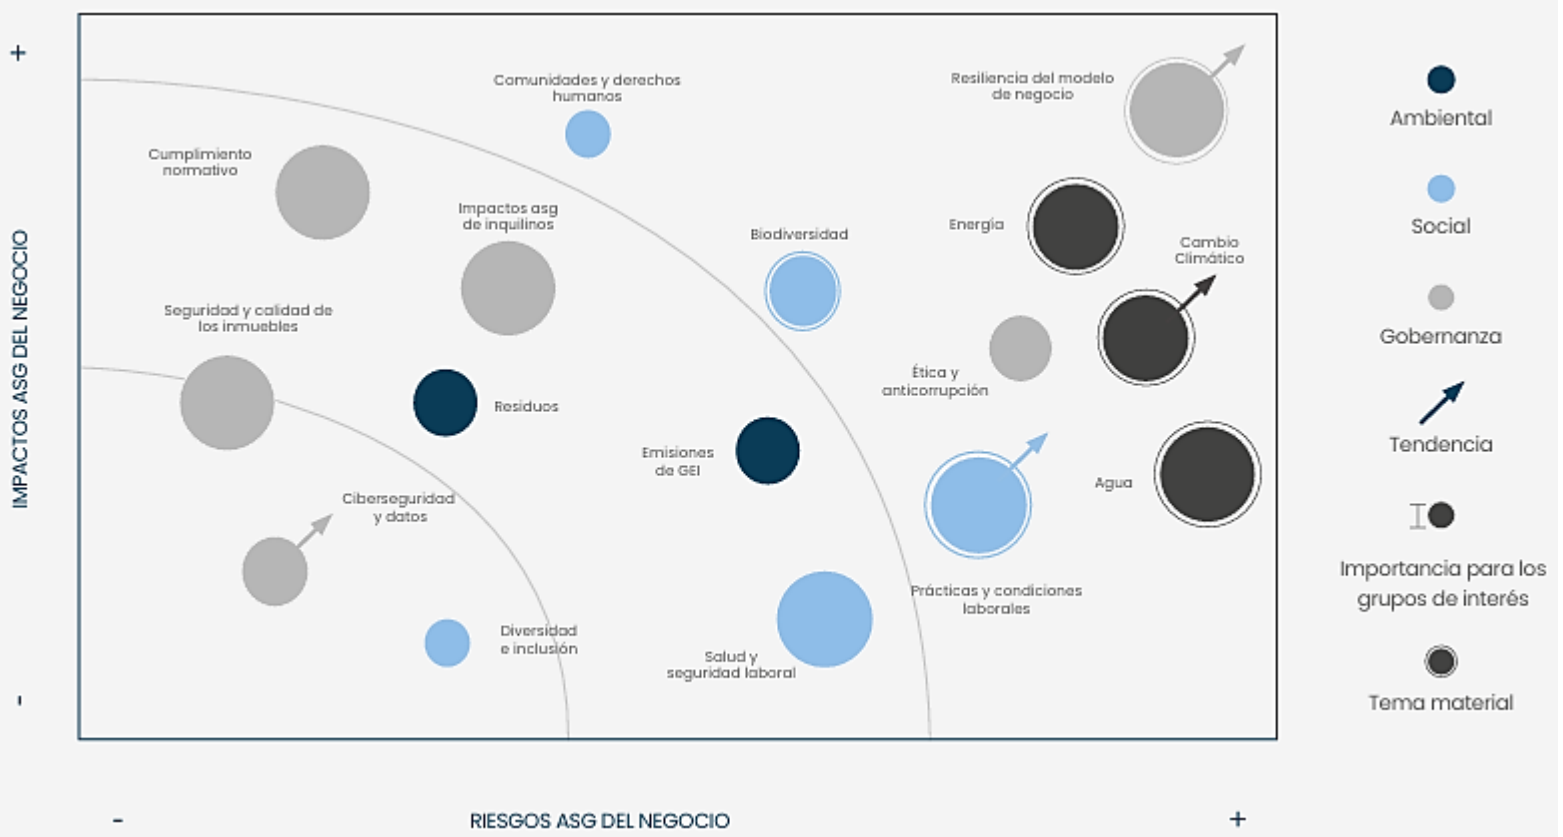 +
IMPACTOS ASG DEL NEGOCIO
-
Comunidades y derechos
humanos
Resiliencia del modelo
de negocio
Cumplimiento
normativo
Impactos asg
de inquilinos
Biodiversidad
Energía
Cambio
Climático
Seguridad y calidad de
los inmuebles
Ética y
anticorrupción
Residuos
Emisiones
de GEI
Agua
Ciberseguridad
y datos
Prácticas y condiciones
laborales
Diversidad
e inclusión
Salud y
seguridad laboral
-
RIESGOS ASG DEL NEGOCIO
+
Ambiental
Social
Gobernanza
Tendencia
Importancia para los
grupos de interés
Tema material